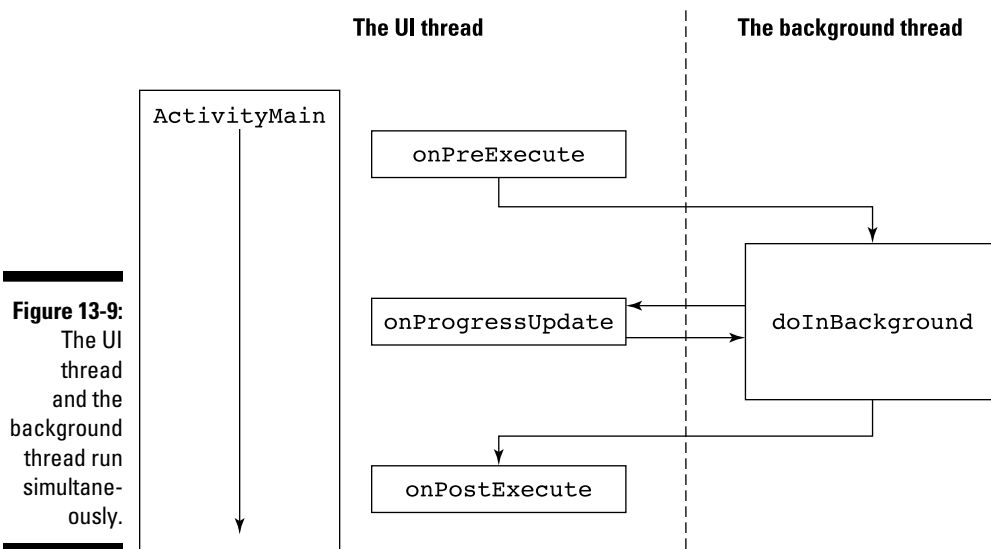 The UI thread
The background thread
ActivityMain
onPreExecute
onProgressUpdate
doInBackground
onPostExecute
Figure 13-9:
The UI
thread
and the
background
thread run
simultane-
ously.